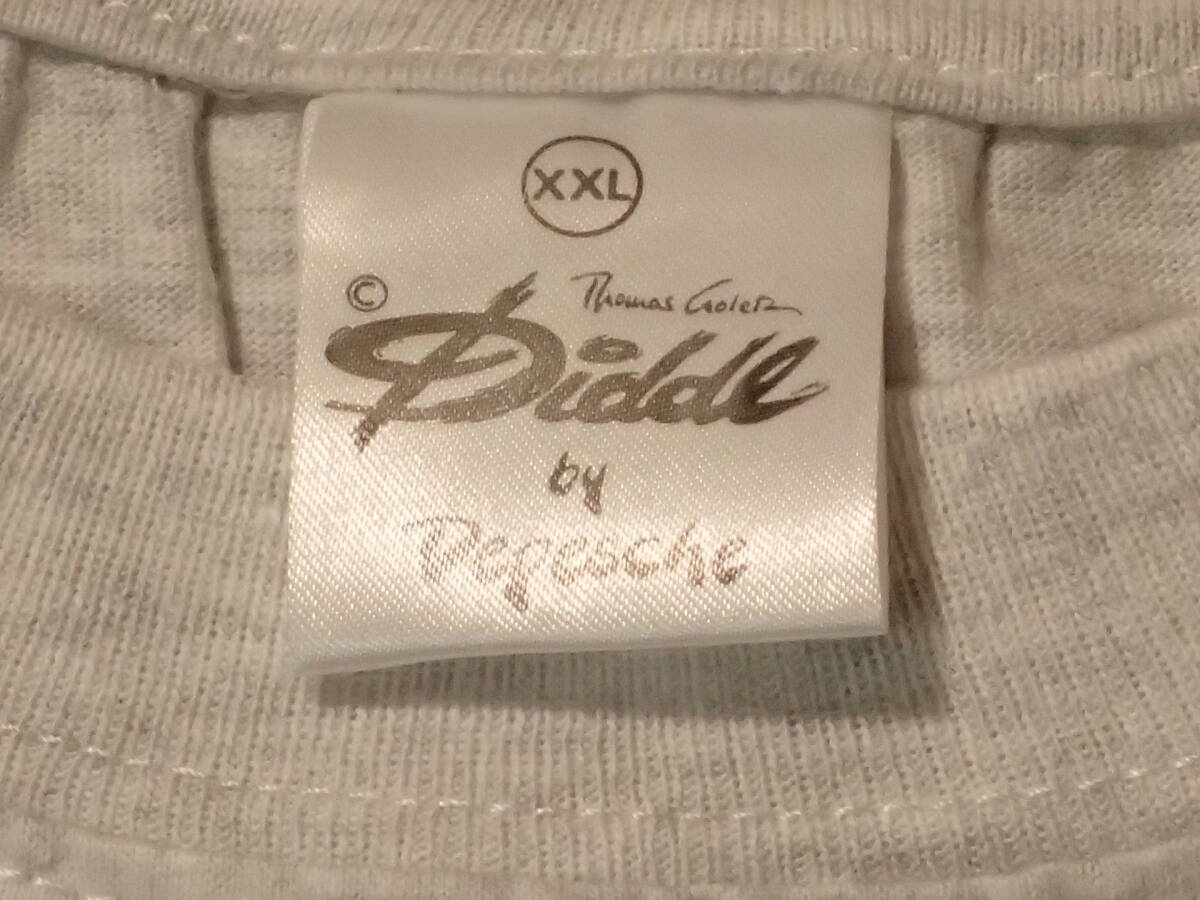 XXL
© Thomas Goletz
Diddl
by
Depesche